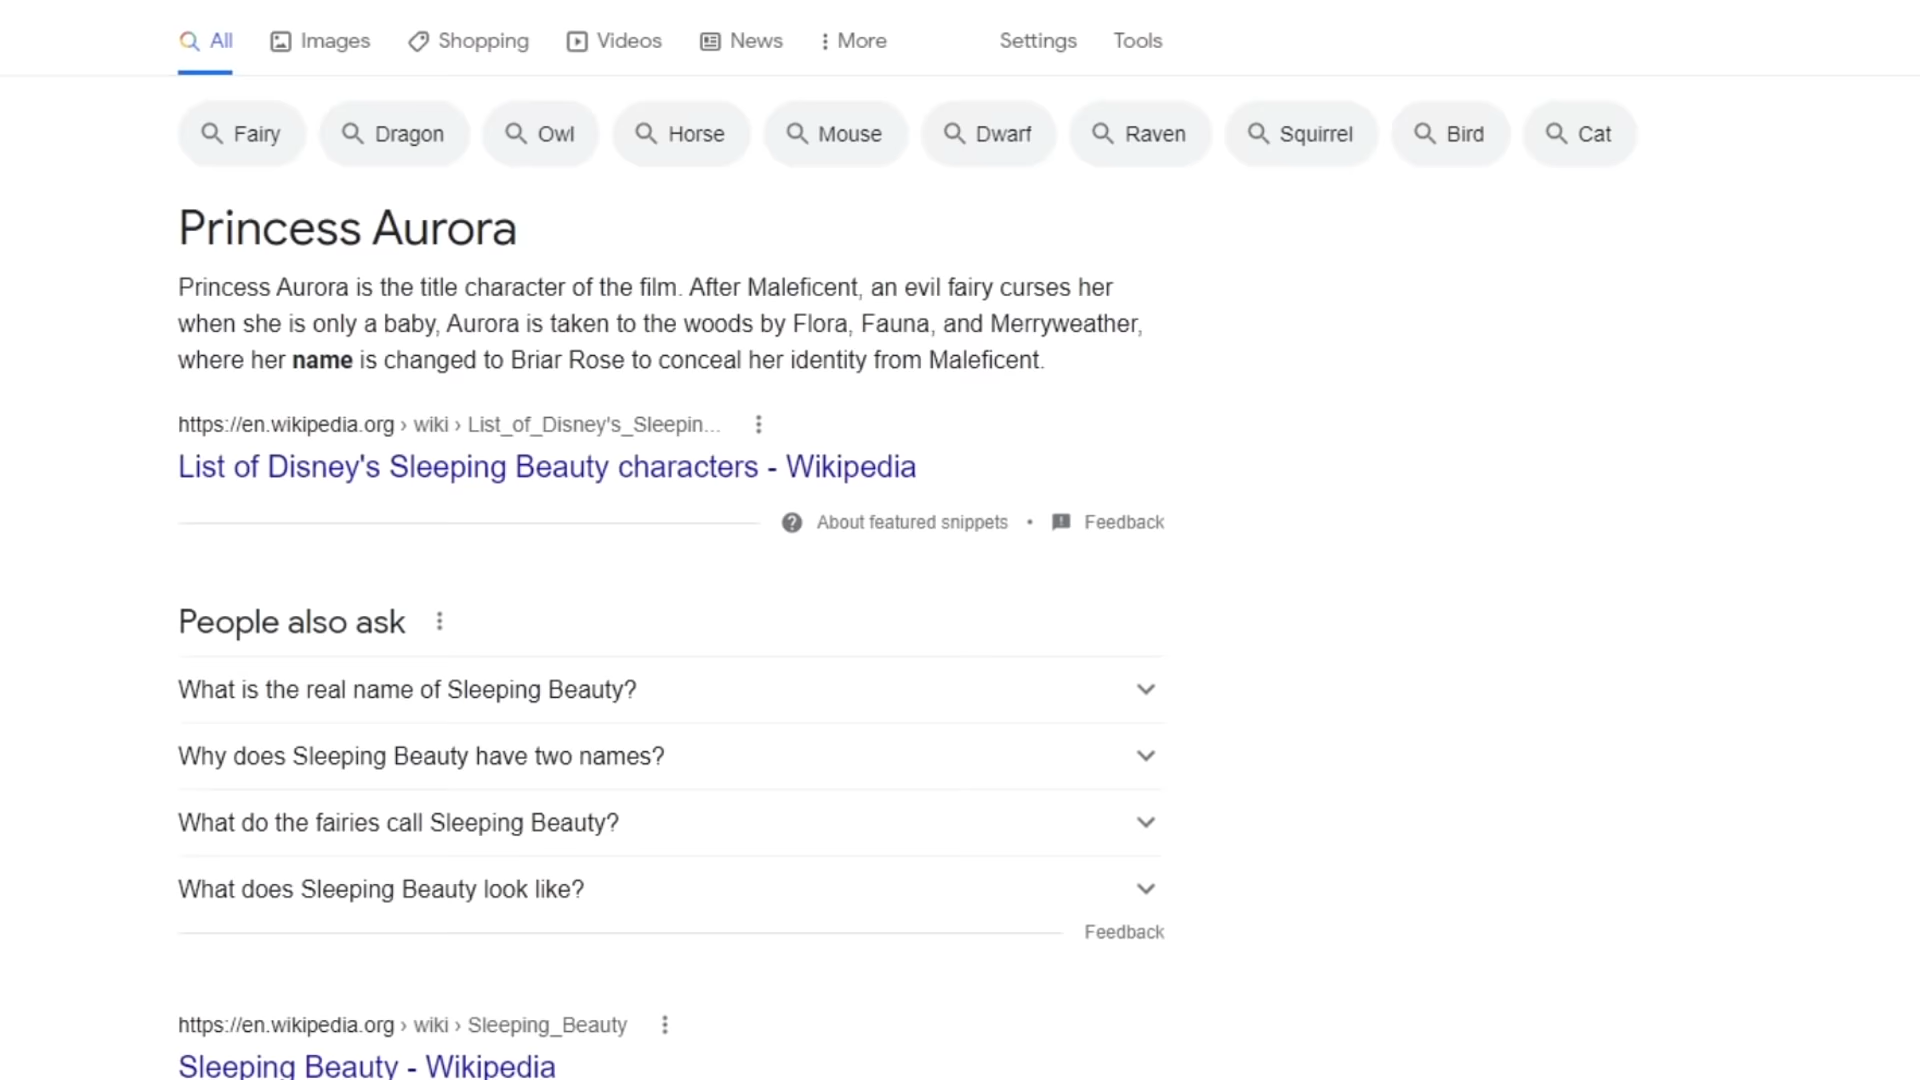 All Images Shopping Videos News More Settings Tools
Fairy Dragon Owl Horse Mouse Dwarf Raven Squirrel Bird Cat
Princess Aurora
Princess Aurora is the title character of the film. After Maleficent, an evil fairy curses her
when she is only a baby, Aurora is taken to the woods by Flora, Fauna, and Merryweather,
where her name is changed to Briar Rose to conceal her identity from Maleficent.
https://en.wikipedia.org › wiki › List_of_Disney's_Sleepin...
List of Disney's Sleeping Beauty characters - Wikipedia
About featured snippets • Feedback
People also ask
What is the real name of Sleeping Beauty?
Why does Sleeping Beauty have two names?
What do the fairies call Sleeping Beauty?
What does Sleeping Beauty look like?
Feedback
https://en.wikipedia.org › wiki › Sleeping_Beauty
Sleeping Beauty - Wikipedia